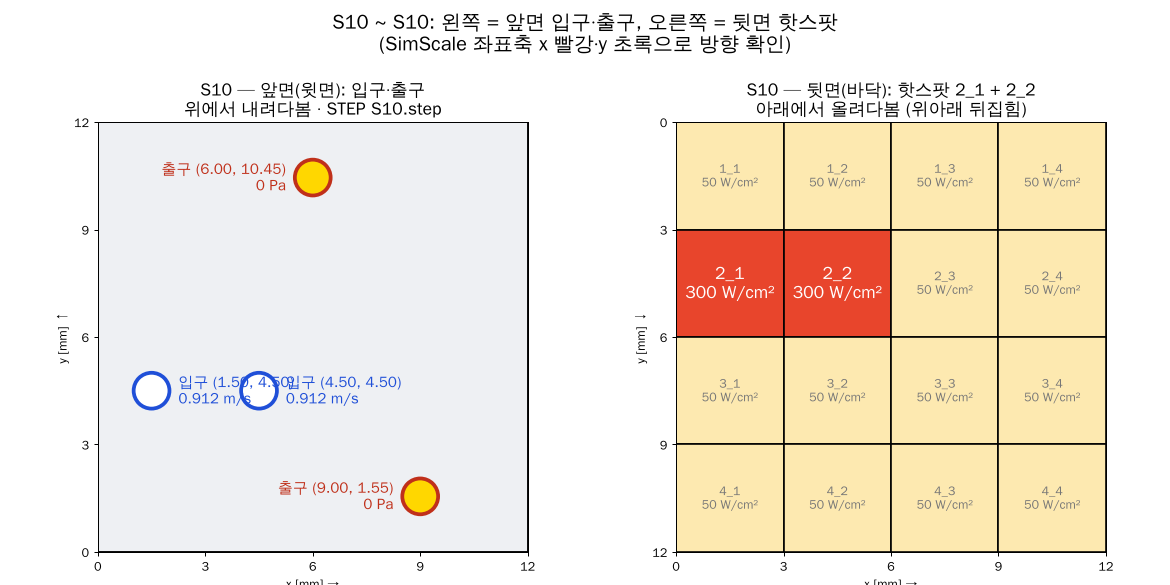 S10 ~ S10: 왼쪽 = 앞면 입구·출구, 오른쪽 = 뒷면 핫스팟
(SimScale 좌표축 x 빨강·y 초록으로 방향 확인)
S10 — 앞면(윗면): 입구·출구
위에서 내려다봄 · STEP S10.step
12
9
6
3
0
0
3
6
9
12
y [mm] ↑
x [mm] →
출구 (6.00, 10.45)
0 Pa
입구 (1.50, 4.50)
0.912 m/s
입구 (4.50, 4.50)
0.912 m/s
출구 (9.00, 1.55)
0 Pa
S10 — 뒷면(바닥): 핫스팟 2_1 + 2_2
아래에서 올려다봄 (위아래 뒤집힘)
0
3
6
9
12
0
3
6
9
12
y [mm] ↓
x [mm] →
1_1
50 W/cm²
1_2
50 W/cm²
1_3
50 W/cm²
1_4
50 W/cm²
2_1
300 W/cm²
2_2
300 W/cm²
2_3
50 W/cm²
2_4
50 W/cm²
3_1
50 W/cm²
3_2
50 W/cm²
3_3
50 W/cm²
3_4
50 W/cm²
4_1
50 W/cm²
4_2
50 W/cm²
4_3
50 W/cm²
4_4
50 W/cm²